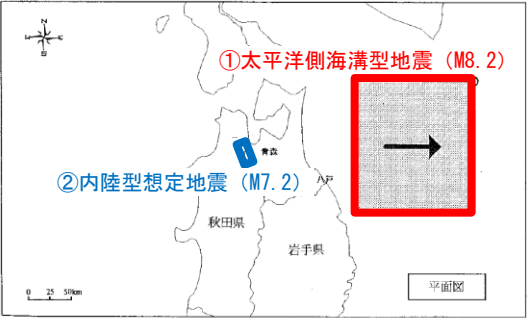 N
S
①太平洋側海溝型地震（M8.2）
青森
②内陸型想定地震（M7.2）
八戸
秋田県
岩手県
0 25 50km
平面図